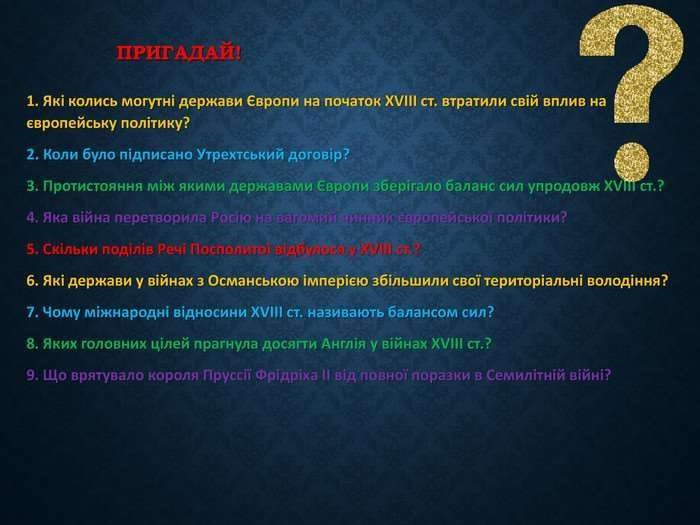 ПРИГАДАЙ!
1. Які колись могутні держави Європи на початок XVIII ст. втратили свій вплив на
європейську політику?
2. Коли було підписано Утрехтський договір?
3. Протистояння між якими державами Європи зберігало баланс сил упродовж XVIII ст.?
4. Яка війна перетворила Росію на вагомий чинник європейської політики?
5. Скільки поділів Речі Посполитої відбулося у XVIII ст.?
6. Які держави у війнах з Османською імперією збільшили свої територіальні володіння?
7. Чому міжнародні відносини XVIII ст. називають балансом сил?
8. Яких головних цілей прагнула досягти Англія у війнах XVIII ст.?
9. Що врятувало короля Пруссії Фрідріха II від повної поразки в Семилітній війні?